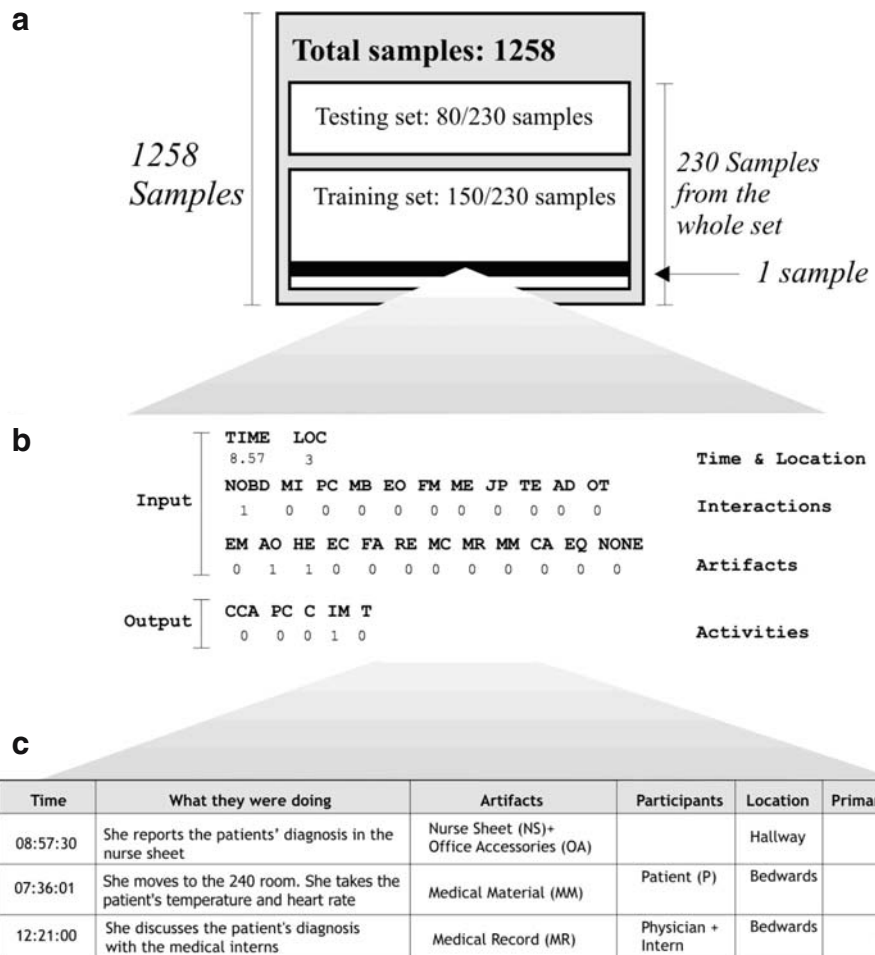 a
Total samples: 1258
Testing set: 80/230 samples
Training set: 150/230 samples
1258
Samples
230 Samples
from the
whole set
1 sample
b
Input
TIME LOC
8.57 3
Time & Location
NOBD MI PC MB EO FM ME JP TE AD OT
1 0 0 0 0 0 0 0 0 0 0
Interactions
EM AO HE EC FA RE MC MR MM CA EQ NONE
0 1 1 0 0 0 0 0 0 0 0 0
Artifacts
Output
CCA PC C IM T
0 0 0 1 0
Activities
c
Time What they were doing Artifacts Participants Location Primar
08:57:30 She reports the patients' diagnosis in the
nurse sheet
Nurse Sheet (NS)+
Office Accessories (OA)
Hallway
07:36:01 She moves to the 240 room. She takes the
patient's temperature and heart rate
Medical Material (MM)
Patient (P)
Bedwards
12:21:00 She discusses the patient's diagnosis
with the medical interns
Medical Record (MR)
Physician +
Intern
Bedwards